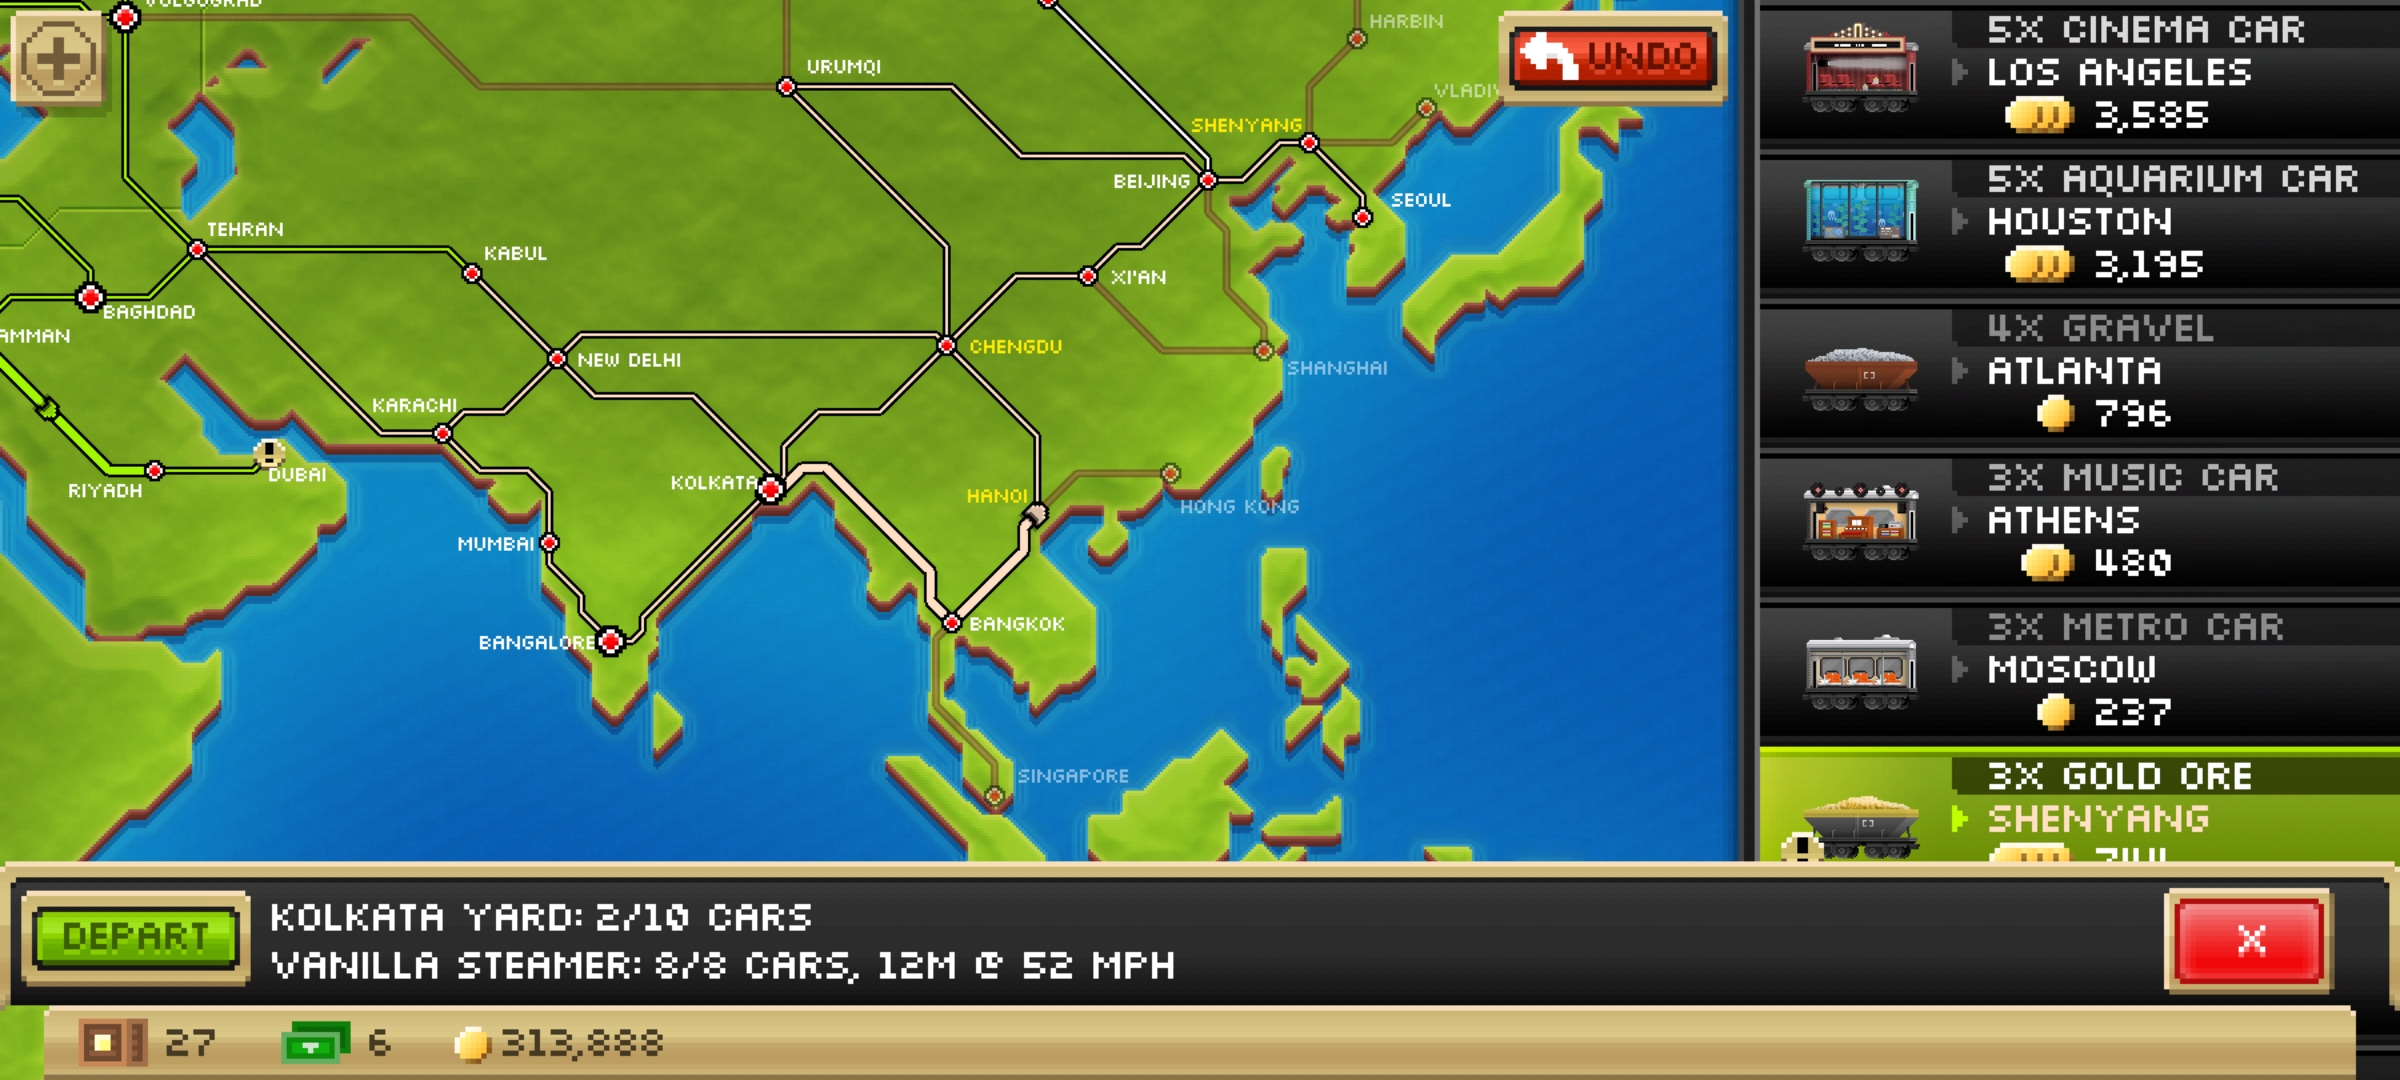 VOLGOGRAD
HARBIN
URUMQI
UNDO
SHENYANG
BEIJING
SEOUL
TEHRAN
KABUL
XI'AN
BAGHDAD
AMMAN
NEW DELHI
CHENGDU
SHANGHAI
KARACHI
DUBAI
RIYADH
KOLKATA
HANOI
HONG KONG
MUMBAI
BANGALORE
BANGKOK
SINGAPORE
5X CINEMA CAR
LOS ANGELES
3,585
5X AQUARIUM CAR
HOUSTON
3,195
4X GRAVEL
ATLANTA
796
3X MUSIC CAR
ATHENS
480
3X METRO CAR
MOSCOW
237
3X GOLD ORE
SHENYANG
DEPART
KOLKATA YARD: 2/10 CARS
VANILLA STEAMER: 8/8 CARS, 12M @ 52 MPH
X
27
6
313,888